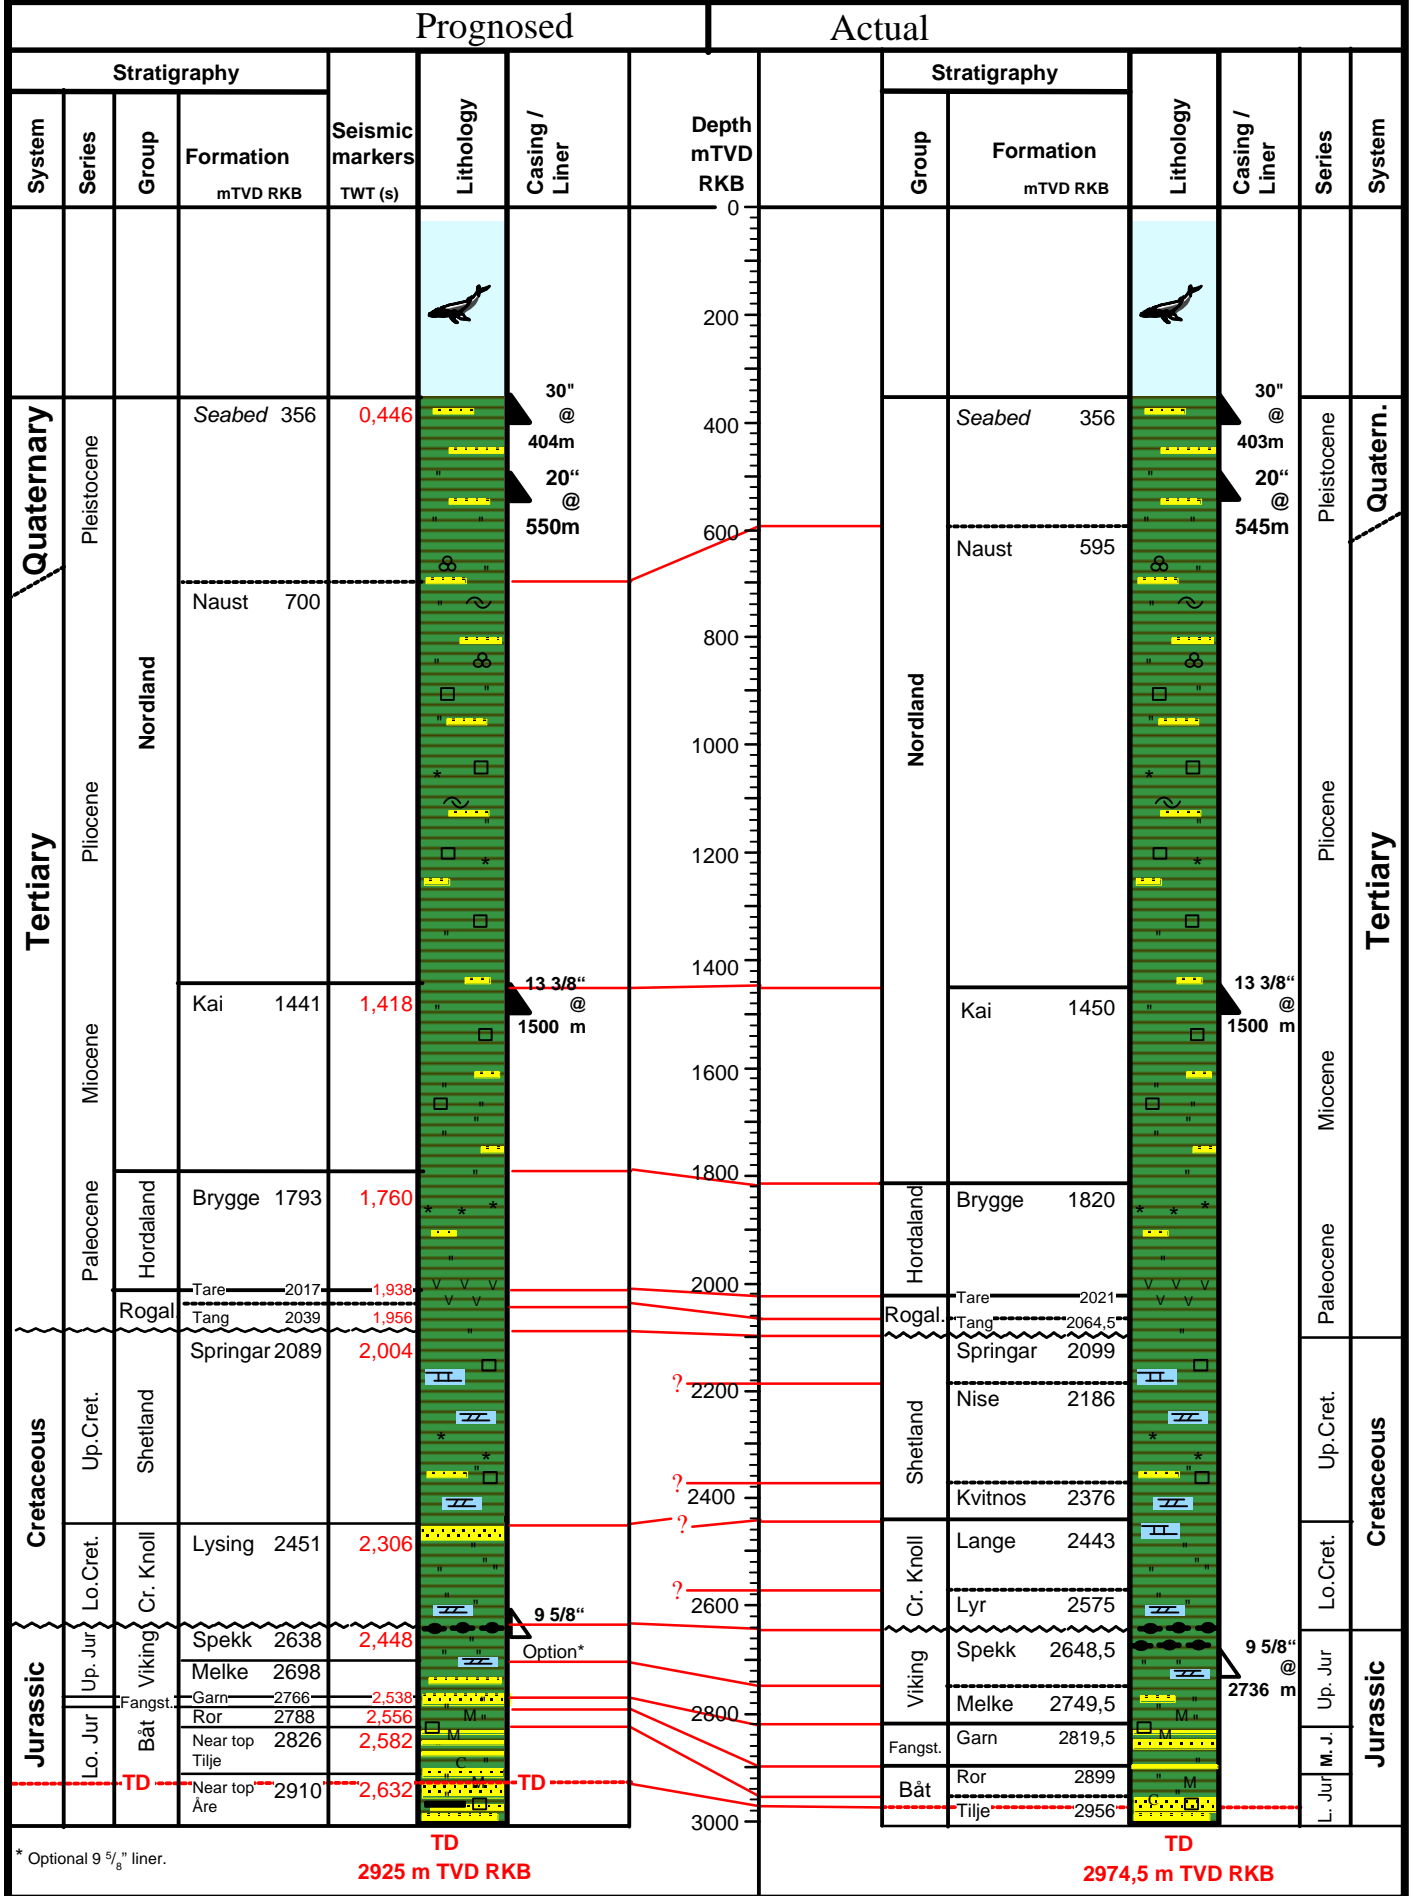 Prognosed
Actual
Stratigraphy
System
Series
Group
Formation
mTVD RKB
Seismic
markers
TWT (s)
Lithology
Casing /
Liner
Depth
mTVD
RKB
Stratigraphy
Group
Formation
mTVD RKB
Lithology
Casing /
Liner
Series
System
0
200
400
600
800
1000
1200
1400
1600
1800
2000
2200
2400
2600
2800
3000
Quaternary
Tertiary
Cretaceous
Jurassic
Pleistocene
Pliocene
Miocene
Paleocene
Up.Cret.
Lo.Cret.
Up. Jur
Lo. Jur
Nordland
Hordaland
Rogal.
Shetland
Cr. Knoll
Viking
Fangst.
Båt
TD
Seabed 356 0,446
Naust 700
Kai 1441 1,418
Brygge 1793 1,760
Tare 2017 1,938
Tang 2039 1,956
Springar 2089 2,004
Lysing 2451 2,306
Spekk 2638 2,448
Melke 2698
Garn 2766 2,538
Ror 2788 2,556
Near top 2826 2,582
Tilje
Near top 2910 2,632
Åre
30"
@
404m
20“
@
550m
13 3/8“
@
1500 m
9 5/8“
Option*
TD
?
?
?
?
Nordland
Hordaland
Rogal.
Shetland
Cr. Knoll
Viking
Fangst.
Båt
Seabed 356
Naust 595
Kai 1450
Brygge 1820
Tare 2021
Tang 2064,5
Springar 2099
Nise 2186
Kvitnos 2376
Lange 2443
Lyr 2575
Spekk 2648,5
Melke 2749,5
Garn 2819,5
Ror 2899
Tilje 2956
30"
@
403m
20“
@
545m
13 3/8“
@
1500 m
9 5/8“
@
2736 m
Pleistocene
Pliocene
Miocene
Paleocene
Up.Cret.
Lo.Cret.
Up. Jur
M. J.
L. Jur
Quatern.
Tertiary
Cretaceous
Jurassic
* Optional 9 5/8" liner.
TD
2925 m TVD RKB
TD
2974,5 m TVD RKB